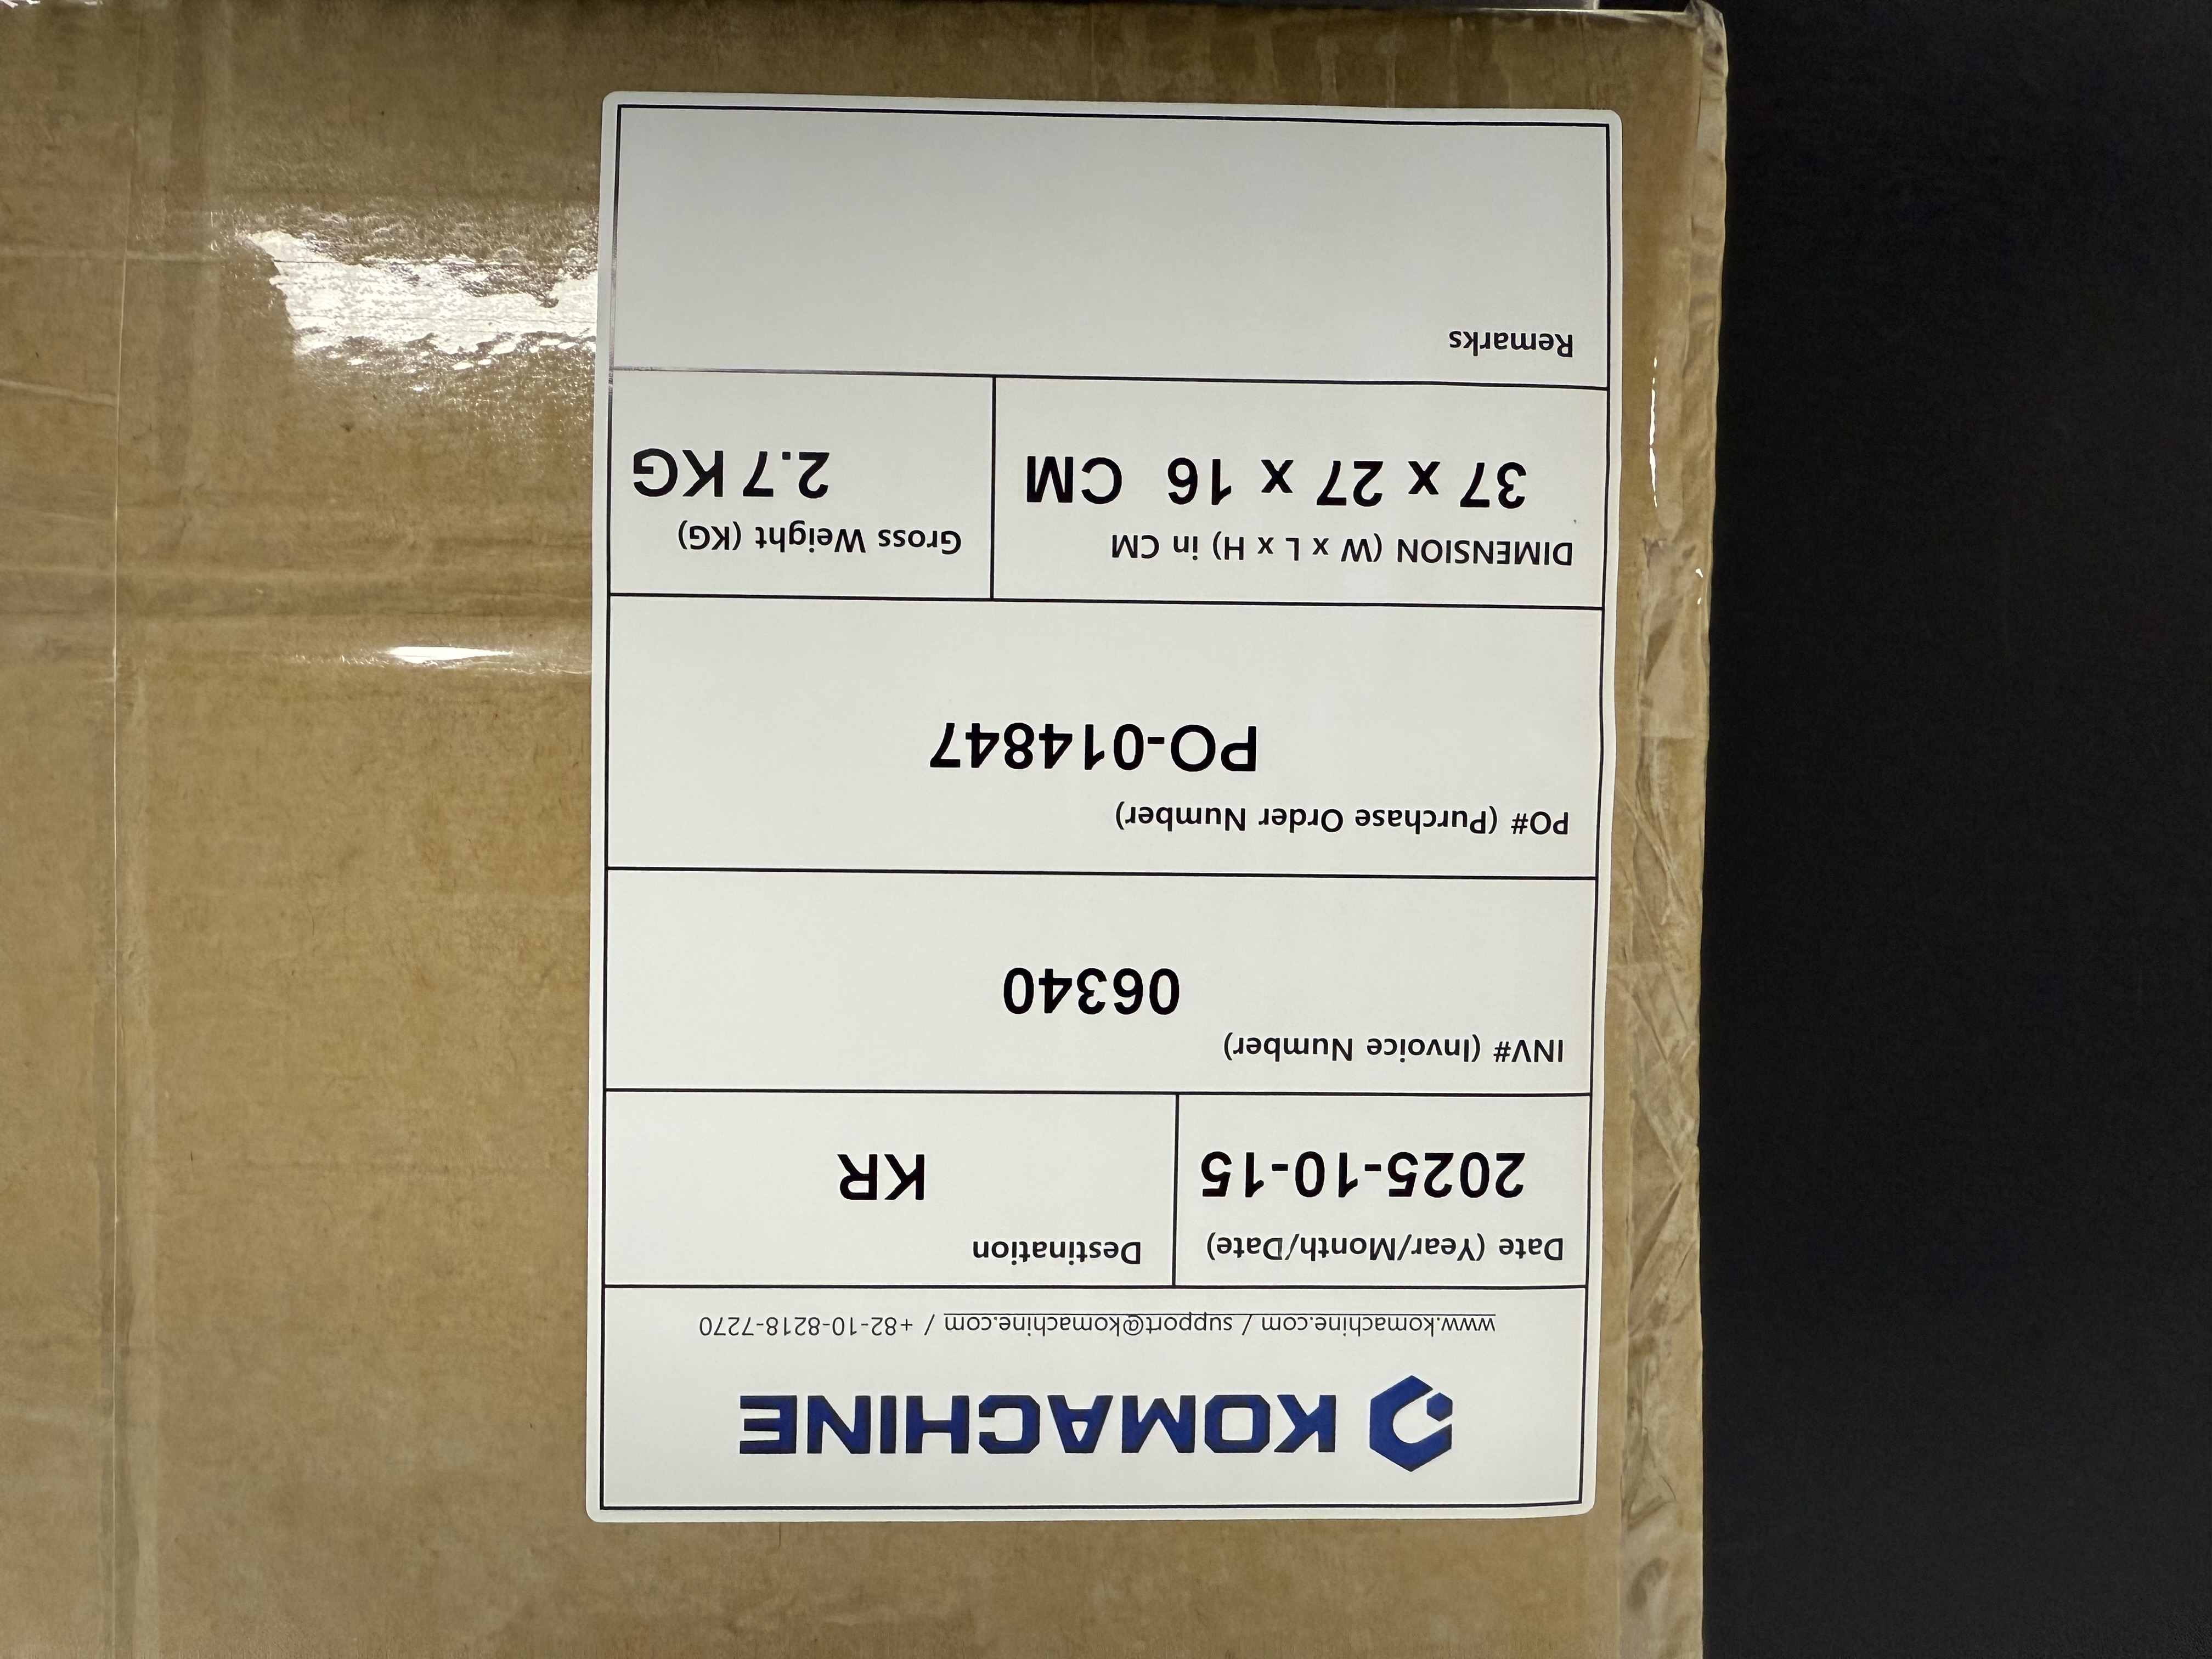 KOMACHINE
www.komachine.com / support@komachine.com / +82-10-8218-7270
Date (Year/Month/Date)
2025-10-15
Destination
KR
INV# (Invoice Number)
06340
PO# (Purchase Order Number)
PO-014847
DIMENSION (W x L x H) in CM
37 x 27 x 16 CM
Gross Weight (KG)
2.7 KG
Remarks